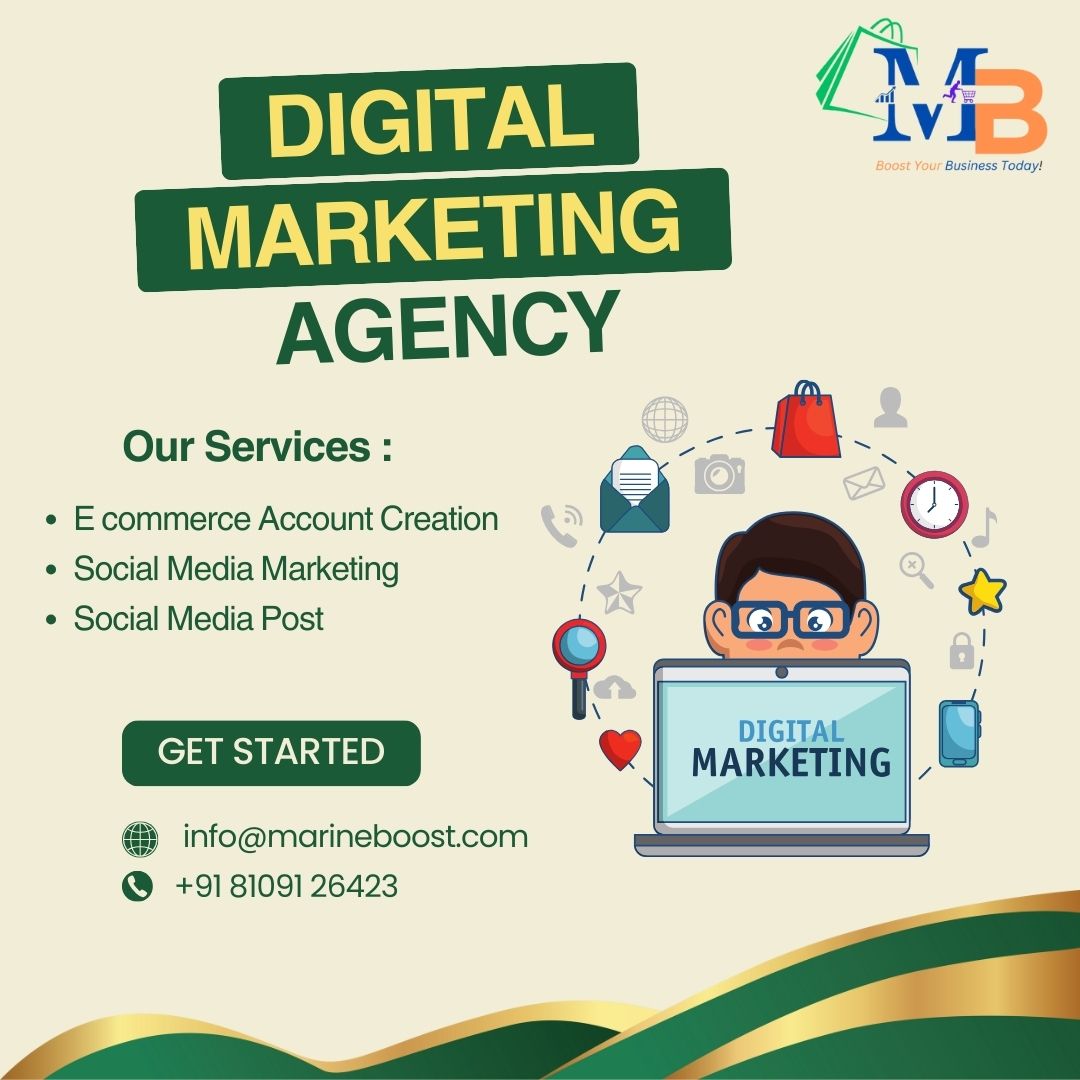 MB
Boost Your Business Today!
DIGITAL
MARKETING
AGENCY
Our Services :
• E commerce Account Creation
• Social Media Marketing
• Social Media Post
DIGITAL
MARKETING
GET STARTED
info@marineboost.com
+91 81091 26423